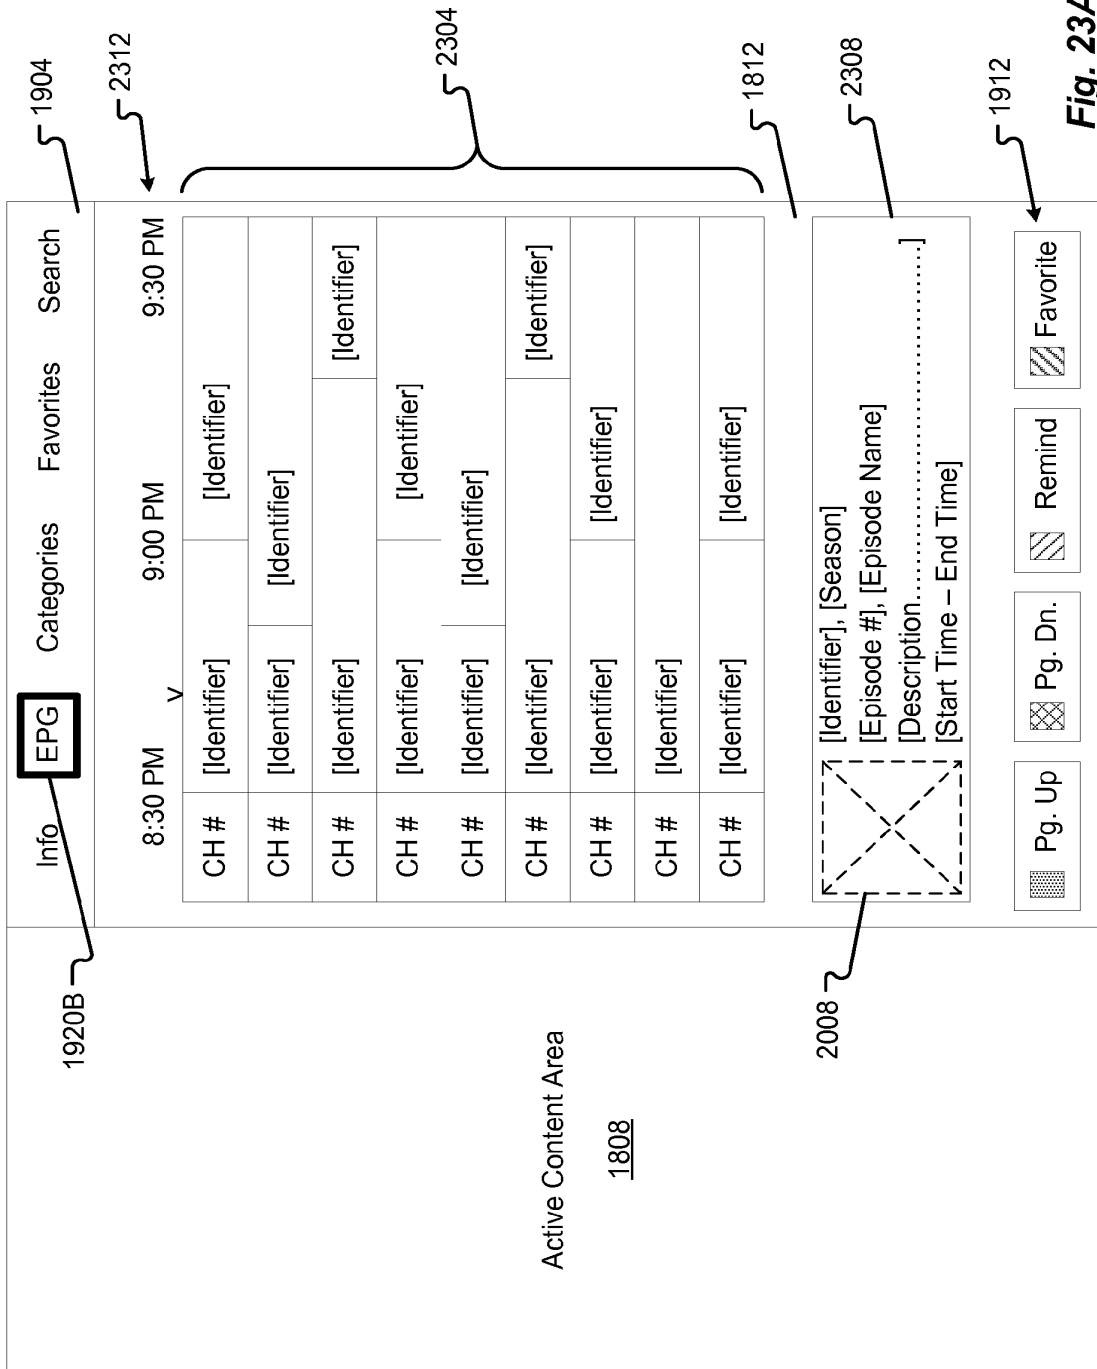 1920B
Info EPG Categories Favorites Search
1904
8:30 PM 9:00 PM 9:30 PM
2312
v
CH # [Identifier] [Identifier]
CH # [Identifier] [Identifier]
CH # [Identifier] [Identifier]
CH # [Identifier] [Identifier]
CH # [Identifier] [Identifier]
CH # [Identifier] [Identifier]
CH # [Identifier] [Identifier]
CH # [Identifier]
CH # [Identifier] [Identifier]
2304
Active Content Area
1808
1812
2008
[Identifier], [Season]
[Episode #], [Episode Name]
[Description........................................]
[Start Time – End Time]
2308
Pg. Up Pg. Dn. Remind Favorite
1912
Fig. 23A